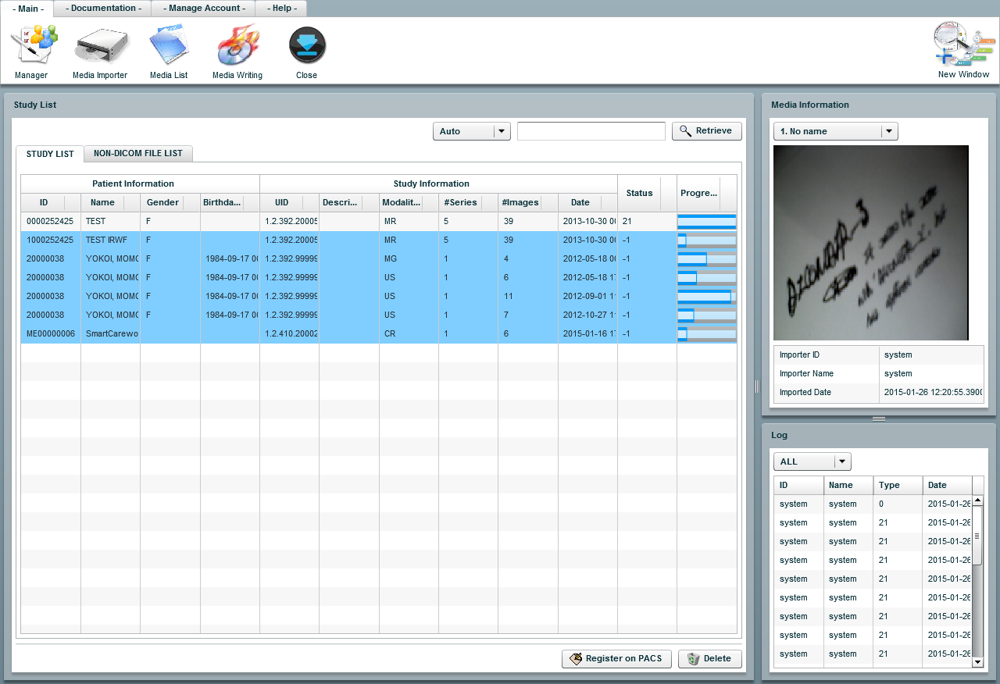 - Main -
- Documentation -
- Manage Account -
- Help -
Manager
Media Importer
Media List
Media Writing
Close
New Window
Study List
Auto
Retrieve
STUDY LIST
NON-DICOM FILE LIST
Patient Information Study Information Status Progre...
ID Name Gender Birthda... UID Descri... Modalit... #Series #Images Date
0000252425 TEST F 1.2.392.20005 MR 5 39 2013-10-30 0 21
1000252425 TEST IRWF F 1.2.392.20005 MR 5 39 2013-10-30 0 -1
20000038 YOKOI, MOMO F 1984-09-17 0 1.2.392.99999 MG 1 4 2012-05-18 0 -1
20000038 YOKOI, MOMO F 1984-09-17 0 1.2.392.99999 US 1 6 2012-05-18 1 -1
20000038 YOKOI, MOMO F 1984-09-17 0 1.2.392.99999 US 1 11 2012-09-01 1 -1
20000038 YOKOI, MOMO F 1984-09-17 0 1.2.392.99999 US 1 7 2012-10-27 1 -1
ME00000006 SmartCarewo 1.2.410.20002 CR 1 6 2015-01-16 1 -1
Register on PACS
Delete
Media Information
1. No name
Importer ID system
Importer Name system
Imported Date 2015-01-26 12:20:55.390
Log
ALL
ID Name Type Date
system system 0 2015-01-26
system system 21 2015-01-26
system system 21 2015-01-26
system system 21 2015-01-26
system system 21 2015-01-26
system system 21 2015-01-26
system system 21 2015-01-26
system system 21 2015-01-26
system system 21 2015-01-26